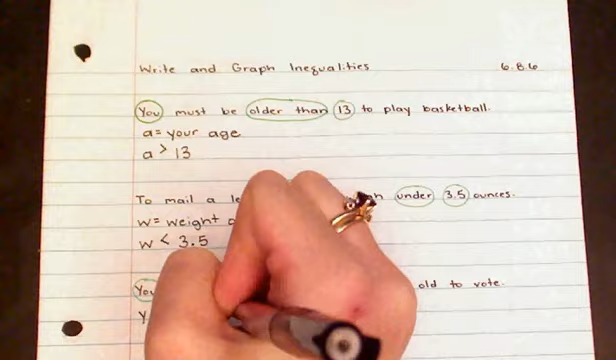 Write and Graph Inequalities 6.8.6
You must be older than 13 to play basketball.
a = your age
a > 13
To mail a under 3.5 ounces.
w = weight
w < 3.5
You old to vote.
y